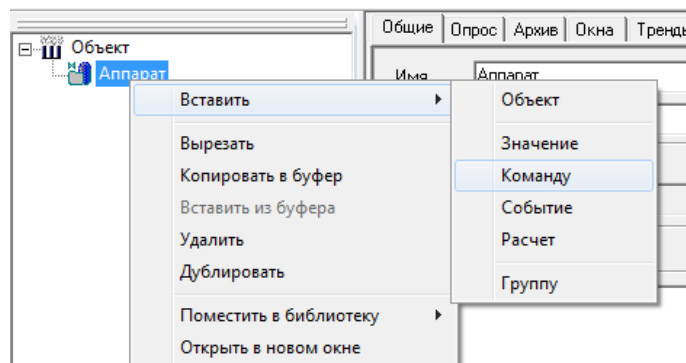 Общие Опрос Архив Окна Тренды
Объект
Аппарат
Имя Аппарат
Вставить
Объект
Вырезать
Значение
Копировать в буфер
Команду
Вставить из буфера
Событие
Удалить
Расчет
Дублировать
Группу
Поместить в библиотеку
Открыть в новом окне